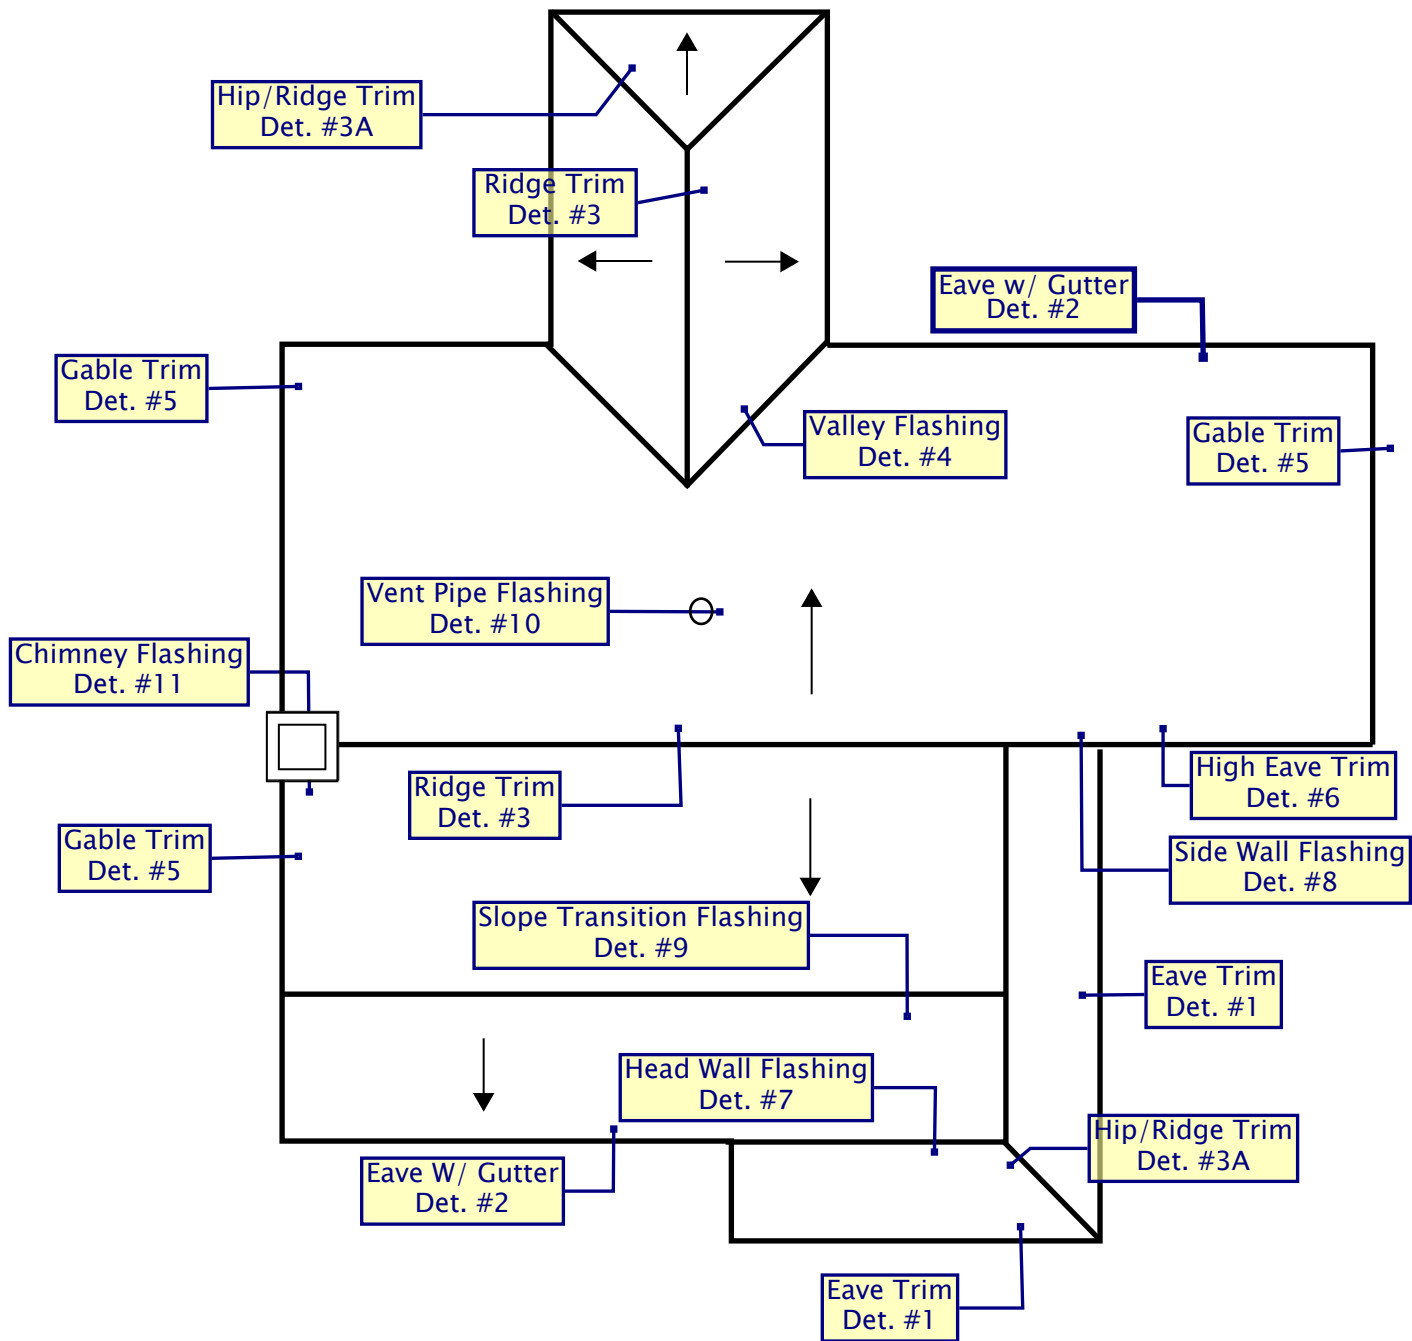 Hip/Ridge Trim
Det. #3A
Ridge Trim
Det. #3
Eave w/ Gutter
Det. #2
Gable Trim
Det. #5
Valley Flashing
Det. #4
Gable Trim
Det. #5
Vent Pipe Flashing
Det. #10
Chimney Flashing
Det. #11
High Eave Trim
Det. #6
Ridge Trim
Det. #3
Gable Trim
Det. #5
Side Wall Flashing
Det. #8
Slope Transition Flashing
Det. #9
Eave Trim
Det. #1
Head Wall Flashing
Det. #7
Hip/Ridge Trim
Det. #3A
Eave W/ Gutter
Det. #2
Eave Trim
Det. #1